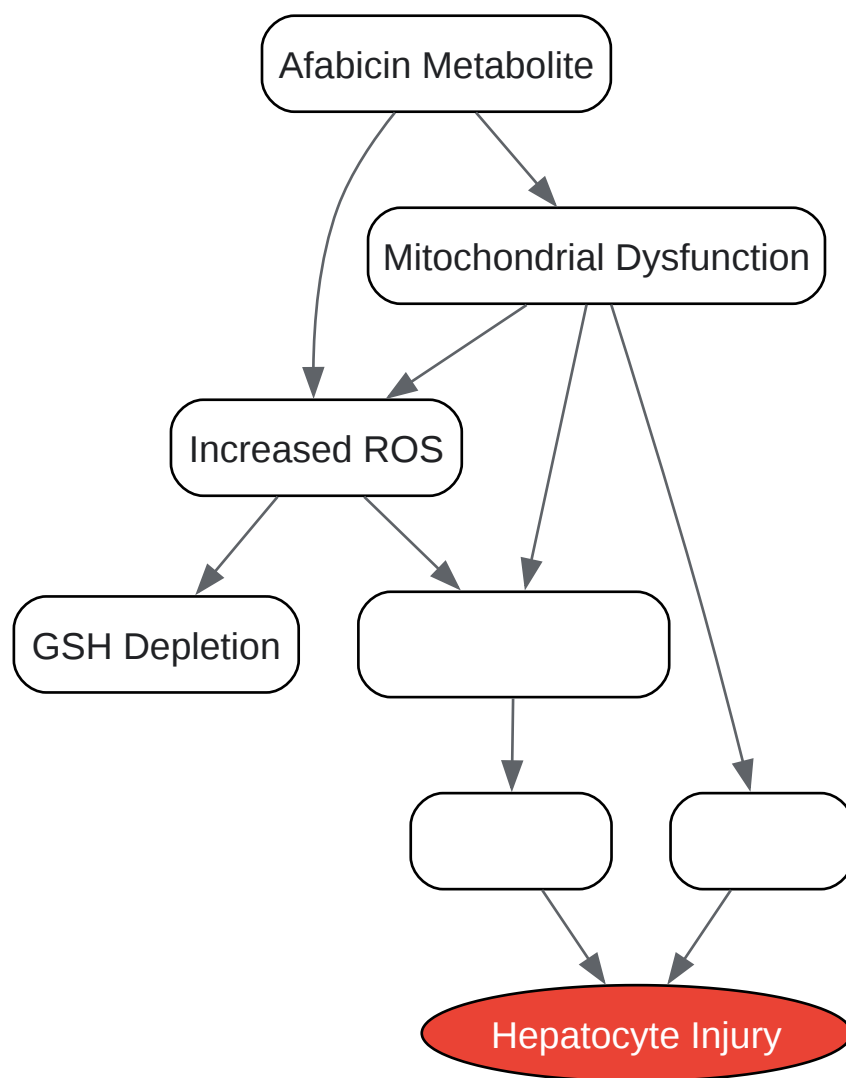 Afabicin Metabolite
Mitochondrial Dysfunction
Increased ROS
GSH Depletion
Hepatocyte Injury